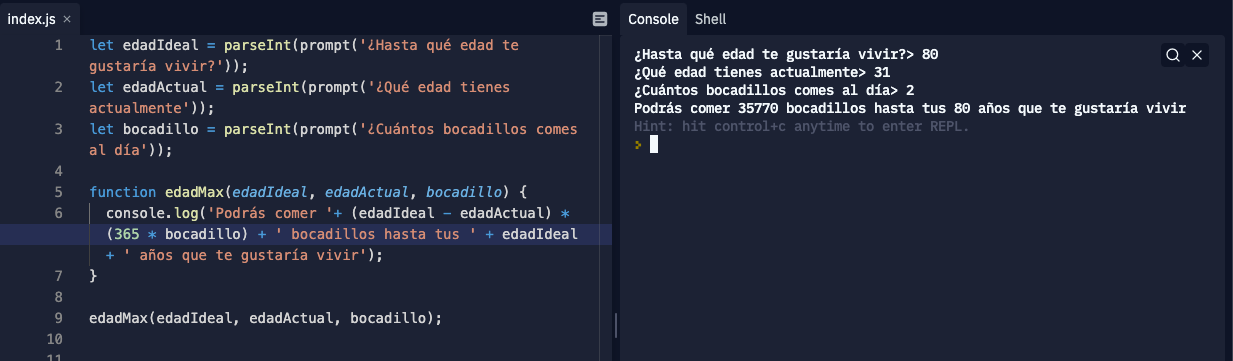 index.js ×
1 let edadIdeal = parseInt(prompt('¿Hasta qué edad te
gustaría vivir?'));
2 let edadActual = parseInt(prompt('¿Qué edad tienes
actualmente'));
3 let bocadillo = parseInt(prompt('¿Cuántos bocadillos comes
al día'));
4
5 function edadMax(edadIdeal, edadActual, bocadillo) {
6 console.log('Podrás comer '+ (edadIdeal - edadActual) *
(365 * bocadillo) + ' bocadillos hasta tus ' + edadIdeal
+ ' años que te gustaría vivir');
7 }
8
9 edadMax(edadIdeal, edadActual, bocadillo);
10
11
Console Shell
¿Hasta qué edad te gustaría vivir?> 80
¿Qué edad tienes actualmente> 31
¿Cuántos bocadillos comes al día> 2
Podrás comer 35770 bocadillos hasta tus 80 años que te gustaría vivir
Hint: hit control+c anytime to enter REPL.